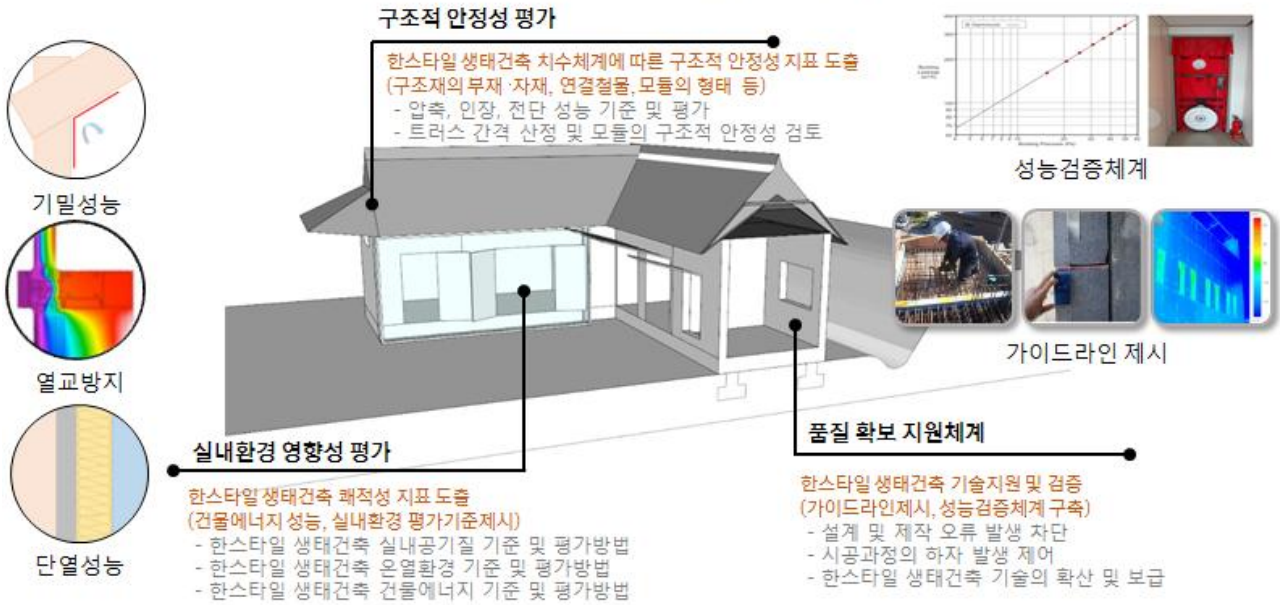 구조적 안정성 평가
한스타일 생태건축 치수체계에 따른 구조적 안정성 지표 도출
(구조재의 부재·자재, 연결철물, 모듈의 형태 등)
- 압축, 인장, 전단 성능 기준 및 평가
- 트러스 간격 산정 및 모듈의 구조적 안정성 검토
성능검증체계
기밀성능
열교방지
단열성능
가이드라인 제시
실내환경 영향성 평가
한스타일 생태건축 쾌적성 지표 도출
(건물에너지 성능, 실내환경 평가기준제시)
- 한스타일 생태건축 실내공기질 기준 및 평가방법
- 한스타일 생태건축 온열환경 기준 및 평가방법
- 한스타일 생태건축 건물에너지 기준 및 평가방법
품질 확보 지원체계
한스타일 생태건축 기술지원 및 검증
(가이드라인제시, 성능검증체계 구축)
- 설계 및 제작 오류 발생 차단
- 시공과정의 하자 발생 제어
- 한스타일 생태건축 기술의 확산 및 보급